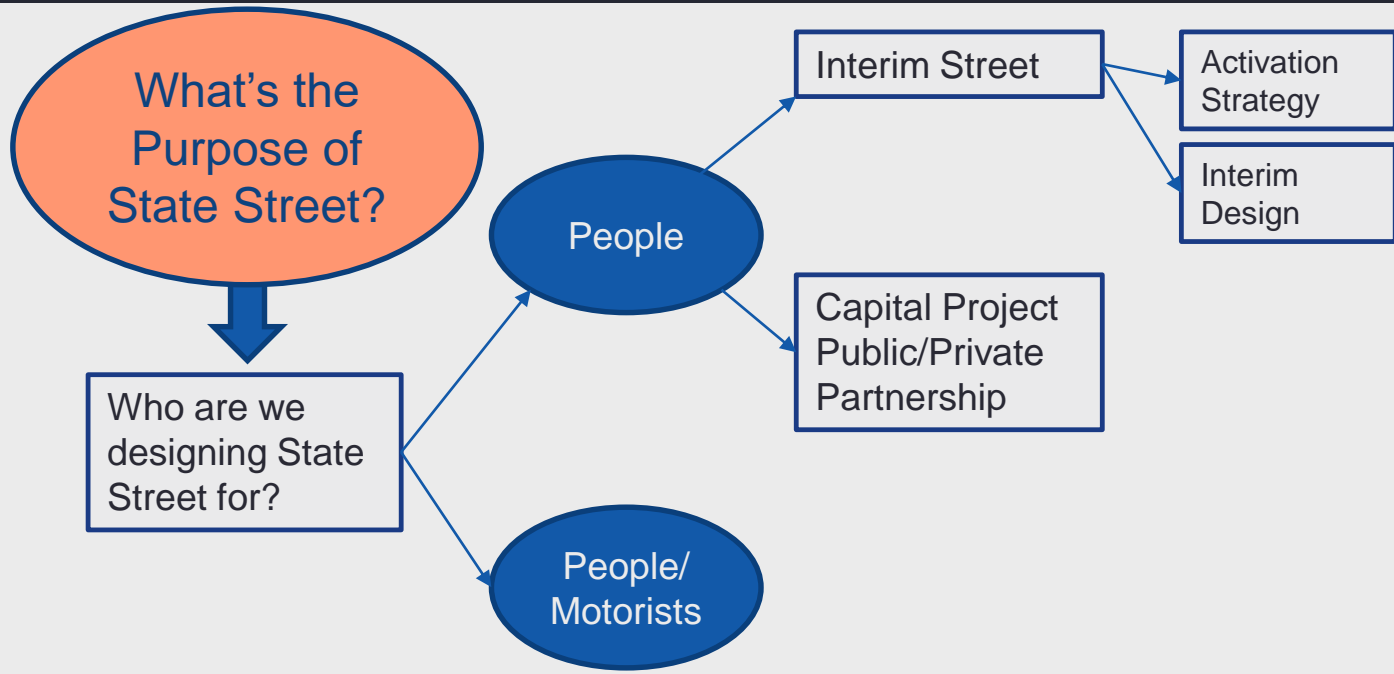 What's the
Purpose of
State Street?
Who are we
designing State
Street for?
People
People/
Motorists
Interim Street
Capital Project
Public/Private
Partnership
Activation
Strategy
Interim
Design